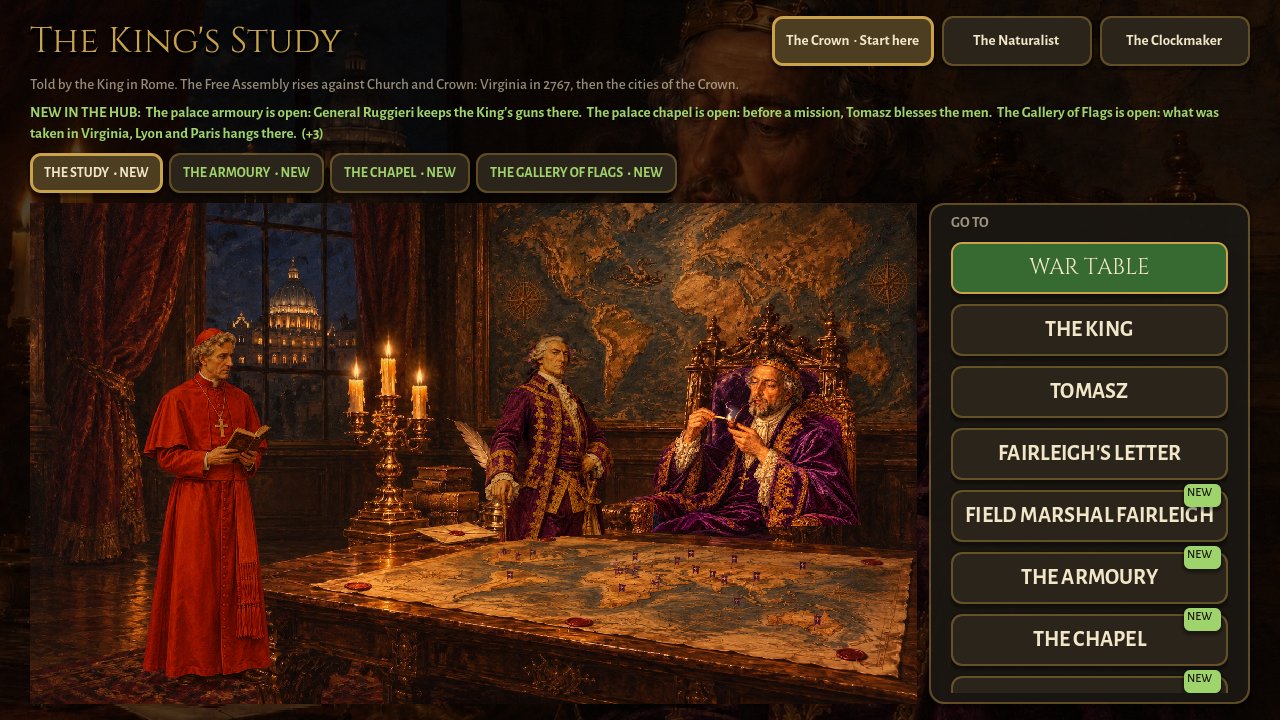 The King's Study
The Crown · Start here
The Naturalist
The Clockmaker
Told by the King in Rome. The Free Assembly rises against Church and Crown: Virginia in 2767, then the cities of the Crown.
NEW IN THE HUB: The palace armoury is open: General Ruggieri keeps the King's guns there. The palace chapel is open: before a mission, Tomasz blesses the men. The Gallery of Flags is open: what was
taken in Virginia, Lyon and Paris hangs there. (+3)
THE STUDY · NEW
THE ARMOURY · NEW
THE CHAPEL · NEW
THE GALLERY OF FLAGS · NEW
GO TO
WAR TABLE
THE KING
TOMASZ
FAIRLEIGH'S LETTER
NEW
FIELD MARSHAL FAIRLEIGH
NEW
THE ARMOURY
NEW
THE CHAPEL
NEW